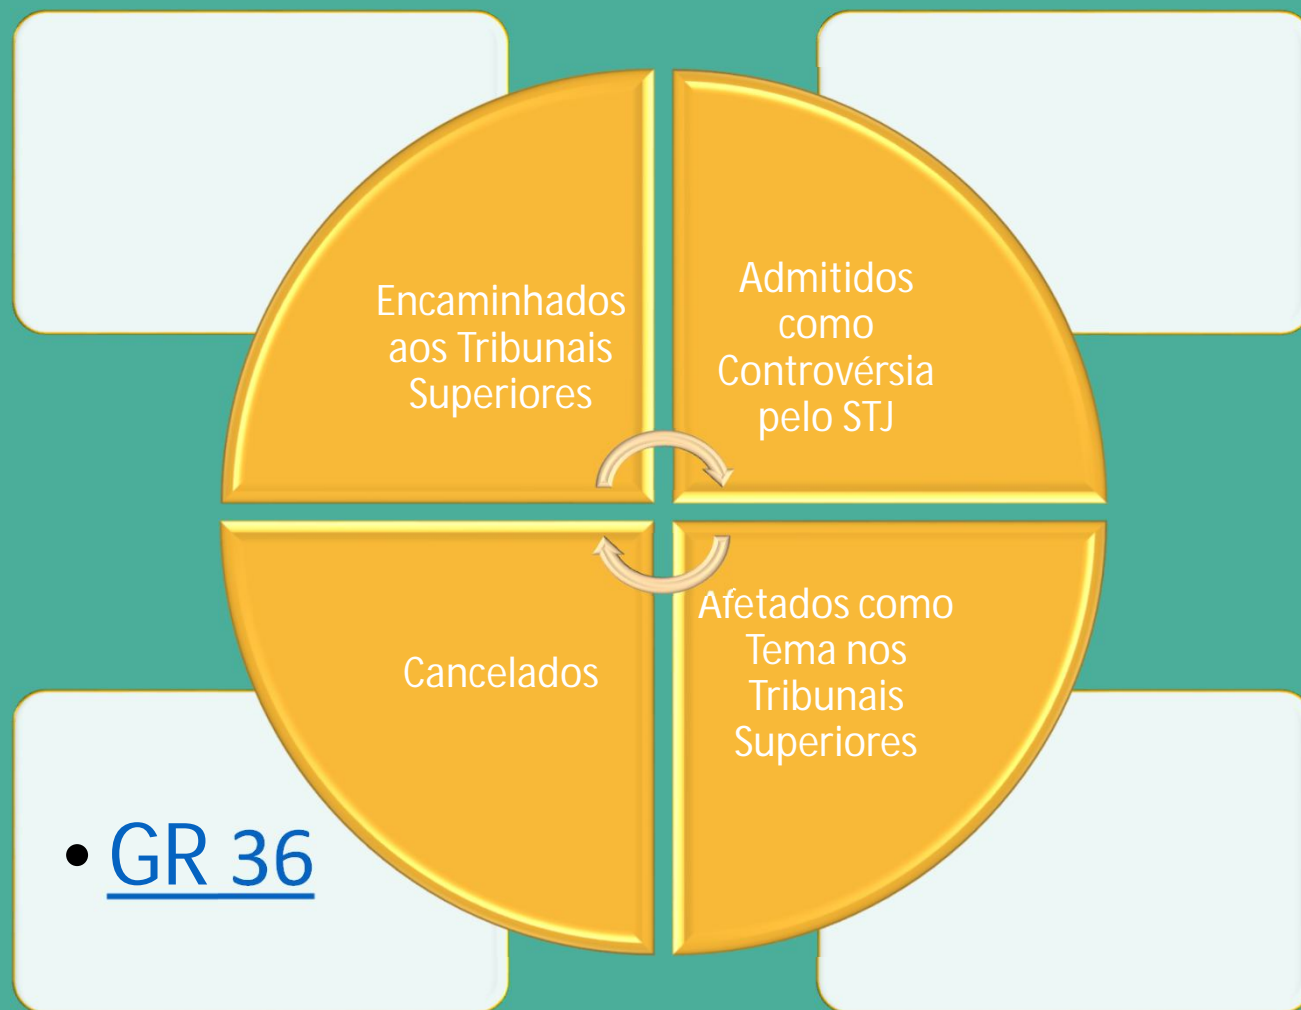 Encaminhados
aos Tribunais
Superiores
Admitidos
como
Controvérsia
pelo STJ
Cancelados
Afetados como
Tema nos
Tribunais
Superiores
• GR 36